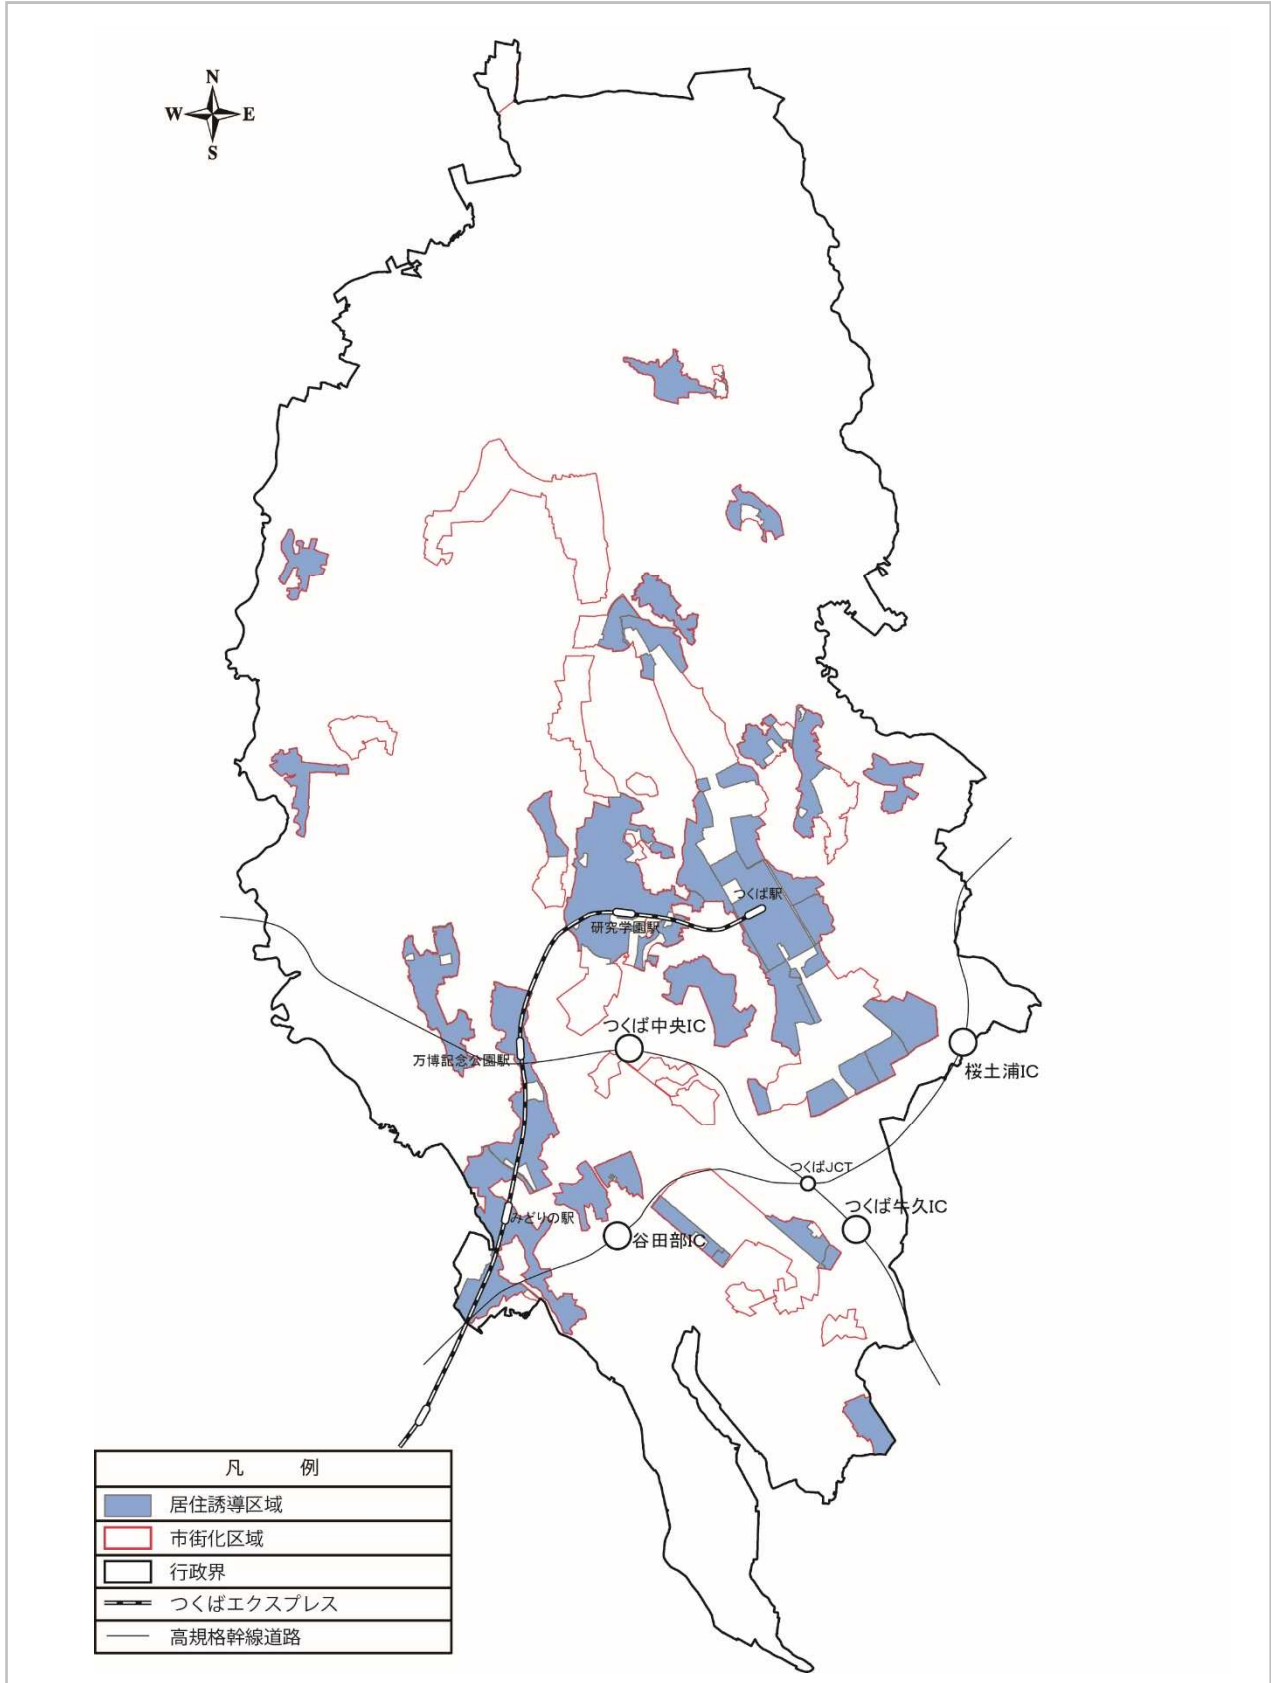 N
W E
S
つくば駅
研究学園駅
つくば中央IC
万博記念公園駅
桜土浦IC
つくばJCT
つくば牛久IC
みどりの駅
谷田部IC
凡 例
居住誘導区域
市街化区域
行政界
つくばエクスプレス
高規格幹線道路